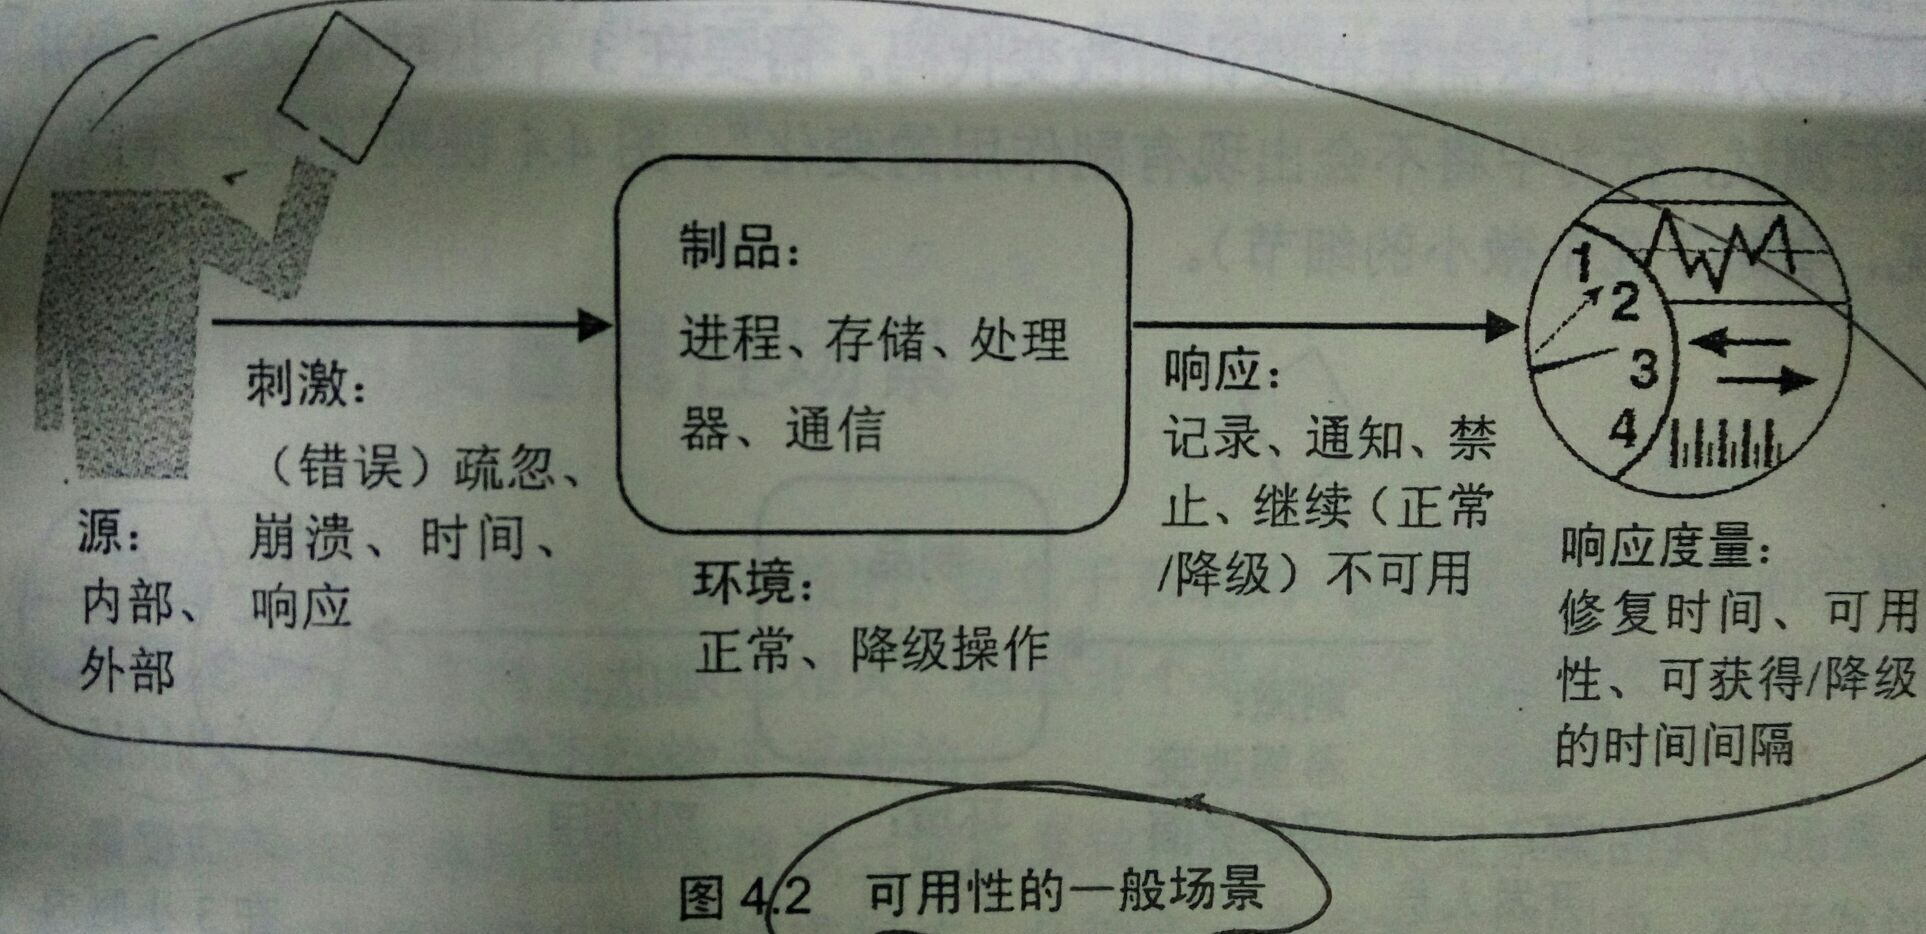 制品：
进程、存储、处理
器、通信
刺激：
（错误）疏忽、
崩溃、时间、
响应
源：
内部、
外部
环境：
正常、降级操作
响应：
记录、通知、禁
止、继续（正常
/降级）不可用
1
2
3
4
响应度量：
修复时间、可用
性、可获得/降级
的时间间隔
图 4.2 可用性的一般场景